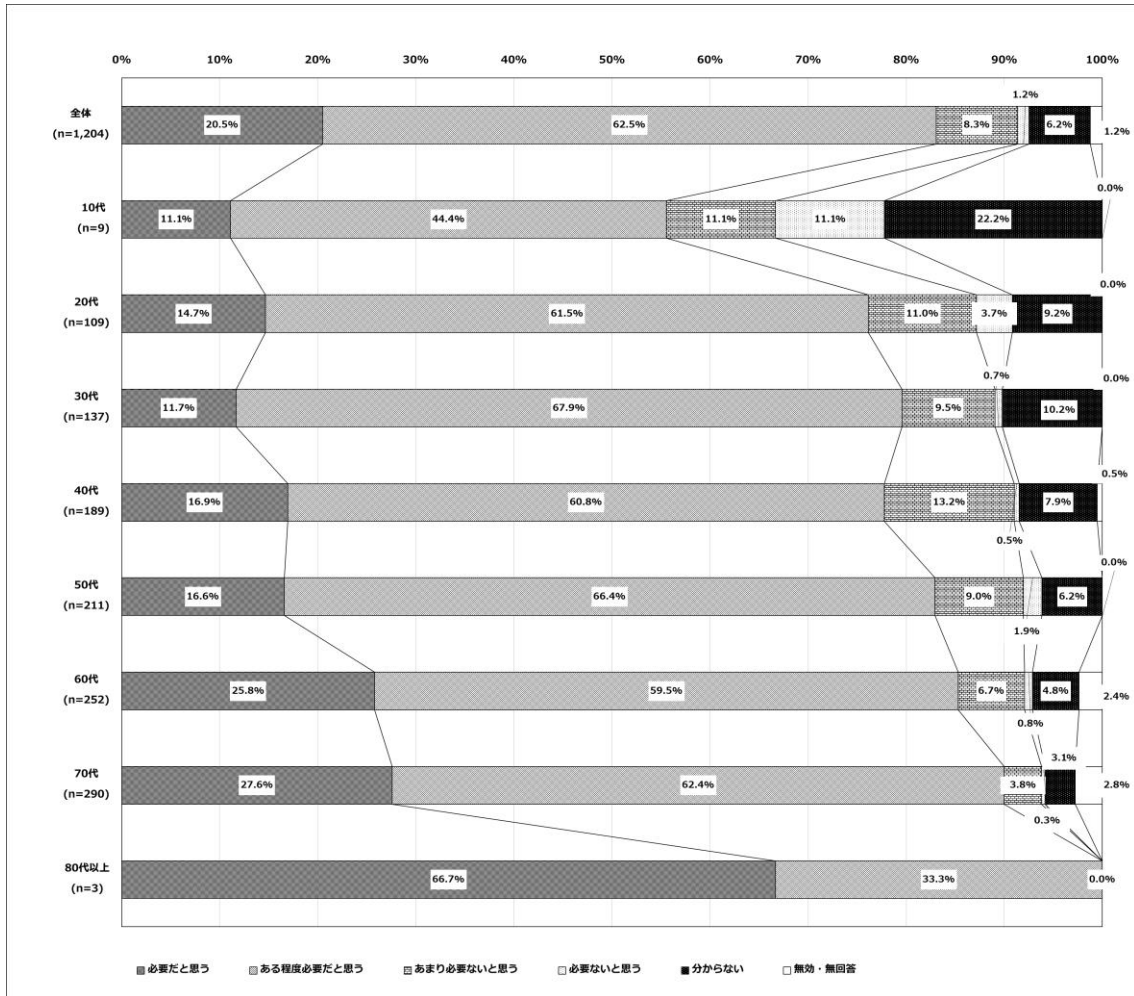 0% 10% 20% 30% 40% 50% 60% 70% 80% 90% 100%
1.2%
全体
(n=1,204)
20.5% 62.5% 8.3% 6.2% 1.2%
0.0%
10代
(n=9)
11.1% 44.4% 11.1% 11.1% 22.2%
0.0%
20代
(n=109)
14.7% 61.5% 11.0% 3.7% 9.2%
0.7% 0.0%
30代
(n=137)
11.7% 67.9% 9.5% 10.2%
0.5%
40代
(n=189)
16.9% 60.8% 13.2% 7.9%
0.5%
0.0%
50代
(n=211)
16.6% 66.4% 9.0% 6.2%
1.9%
60代
(n=252)
25.8% 59.5% 6.7% 4.8% 2.4%
0.8%
3.1%
70代
(n=290)
27.6% 62.4% 3.8% 2.8%
0.3%
80代以上
(n=3)
66.7% 33.3% 0.0%
必要だと思う ある程度必要だと思う あまり必要ないと思う 必要ないと思う 分からない 無効・無回答